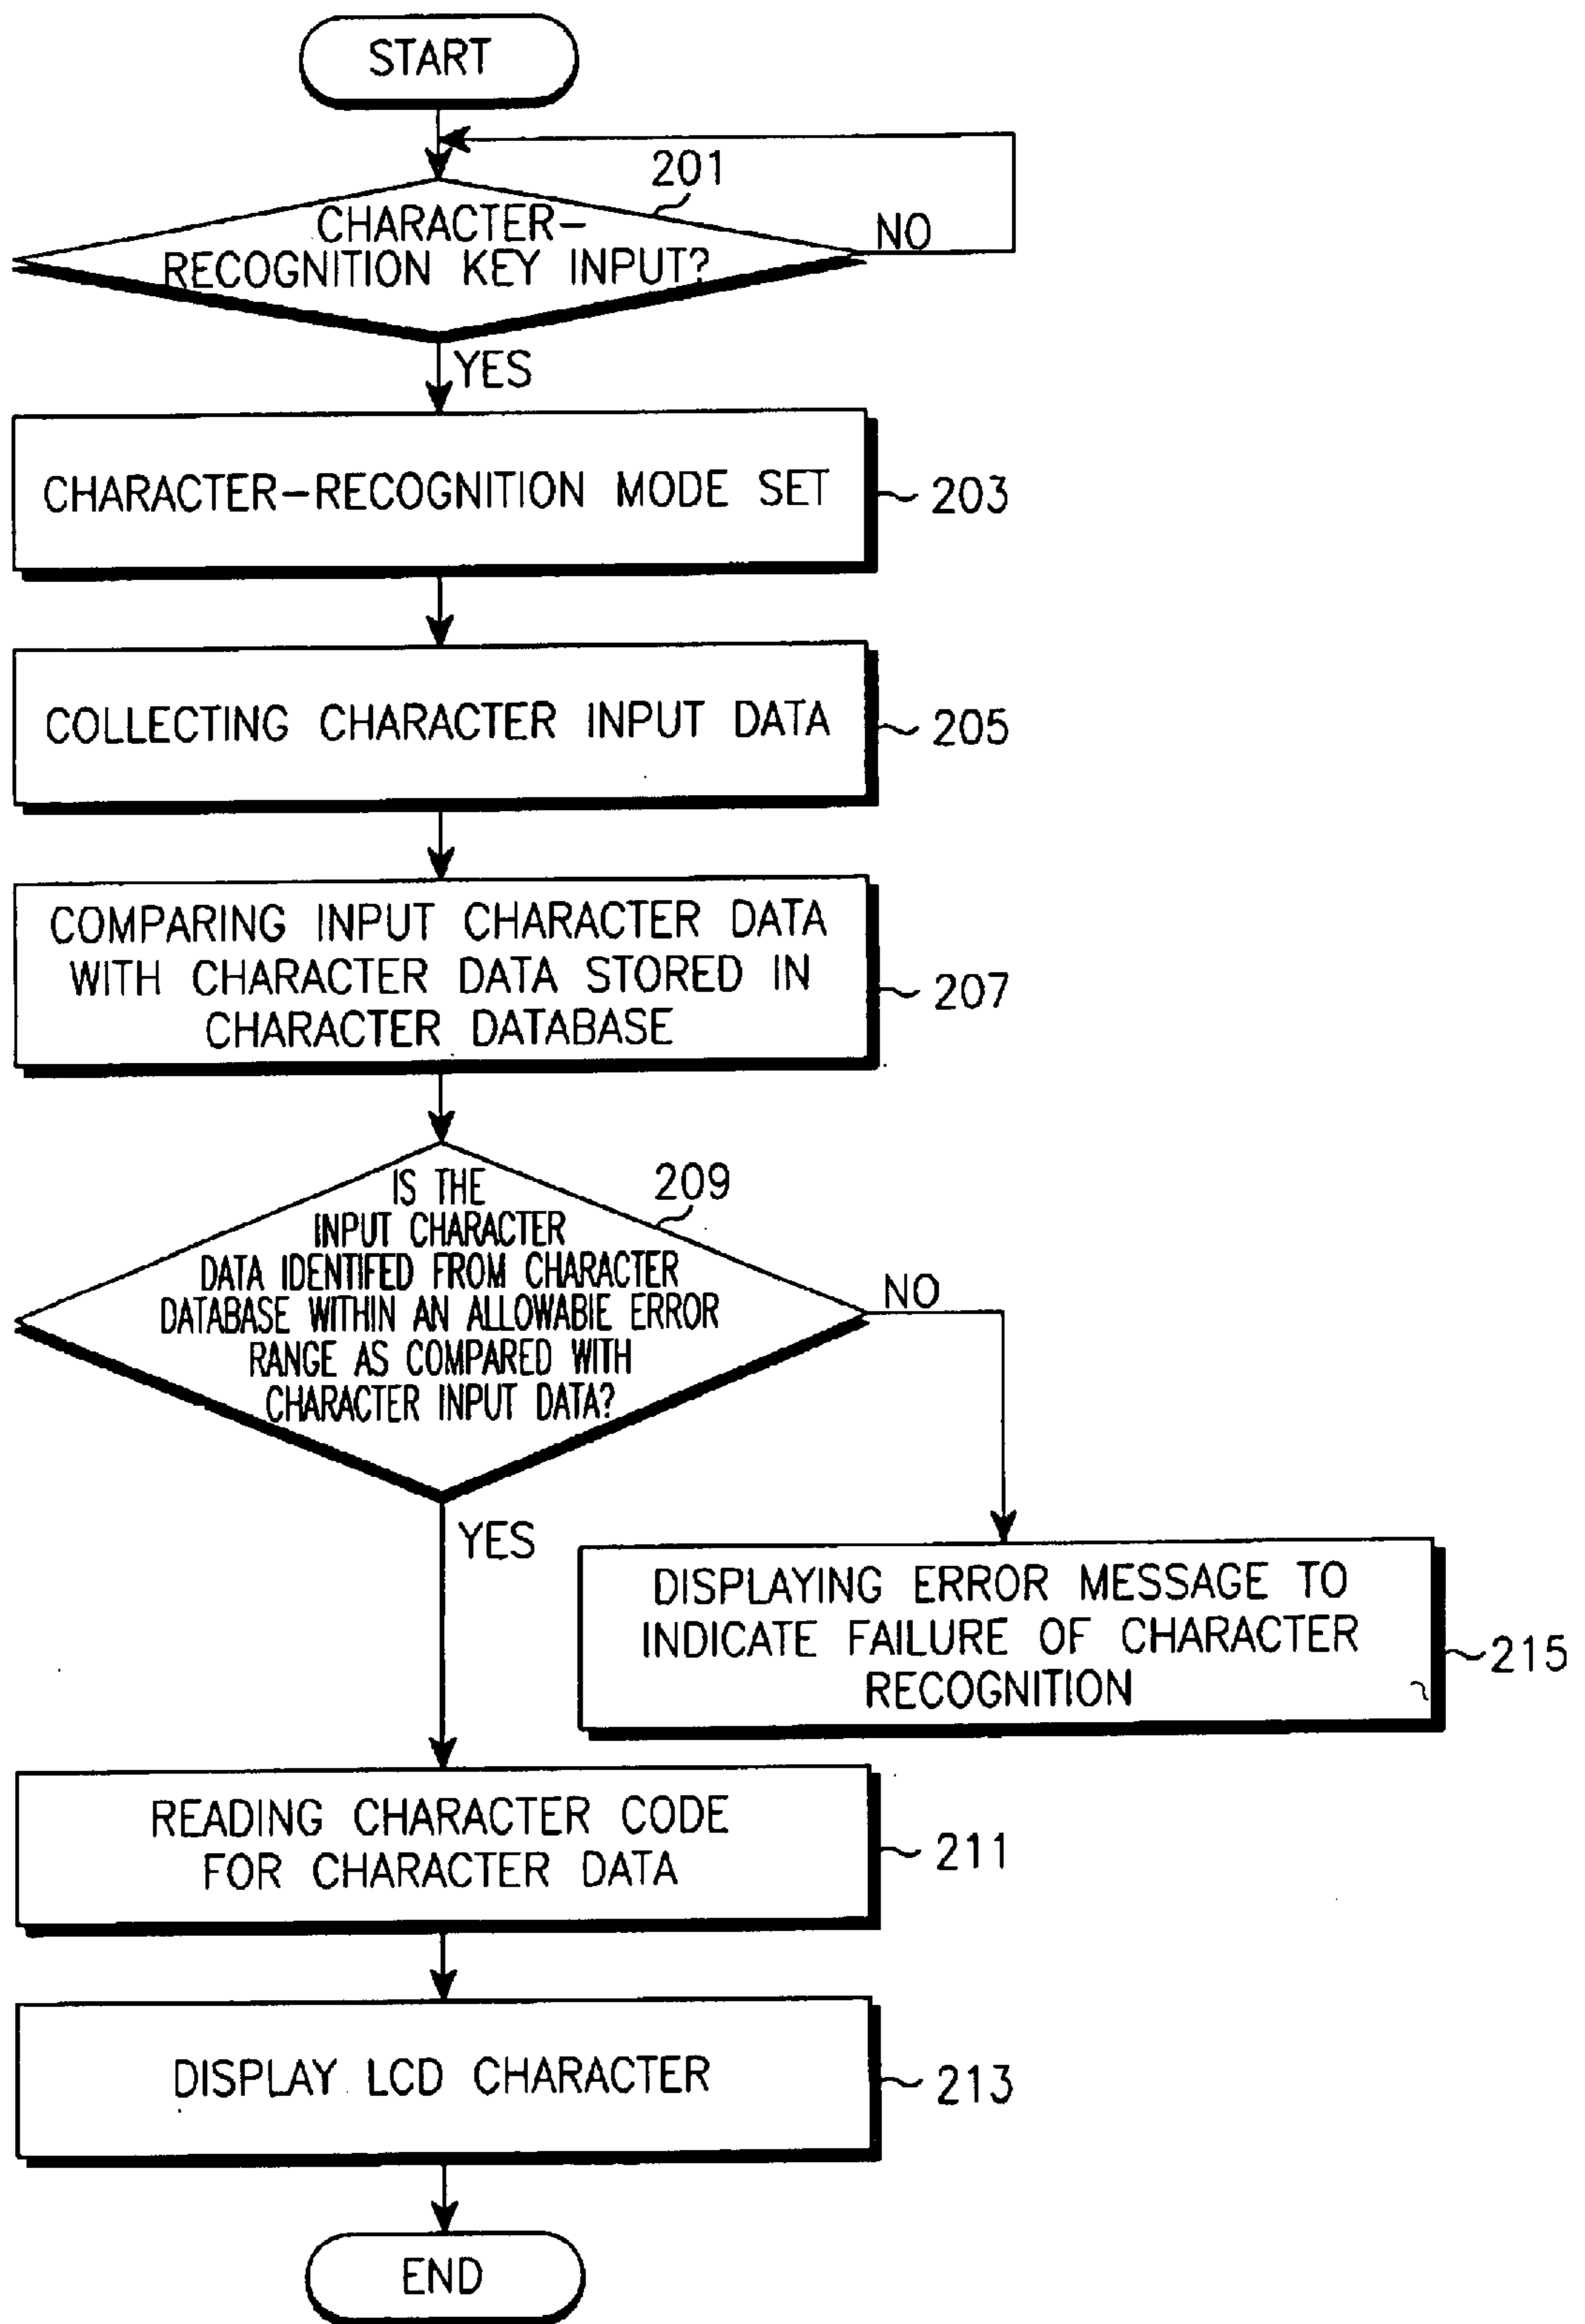 START
201
CHARACTER-
RECOGNITION KEY INPUT?
NO
YES
CHARACTER-RECOGNITION MODE SET
203
COLLECTING CHARACTER INPUT DATA
205
COMPARING INPUT CHARACTER DATA
WITH CHARACTER DATA STORED IN
CHARACTER DATABASE
207
209
IS THE
INPUT CHARACTER
DATA IDENTIFED FROM CHARACTER
DATABASE WITHIN AN ALLOWABIE ERROR
RANGE AS COMPARED WITH
CHARACTER INPUT DATA?
NO
YES
DISPLAYING ERROR MESSAGE TO
INDICATE FAILURE OF CHARACTER
RECOGNITION
215
READING CHARACTER CODE
FOR CHARACTER DATA
211
DISPLAY LCD CHARACTER
213
END